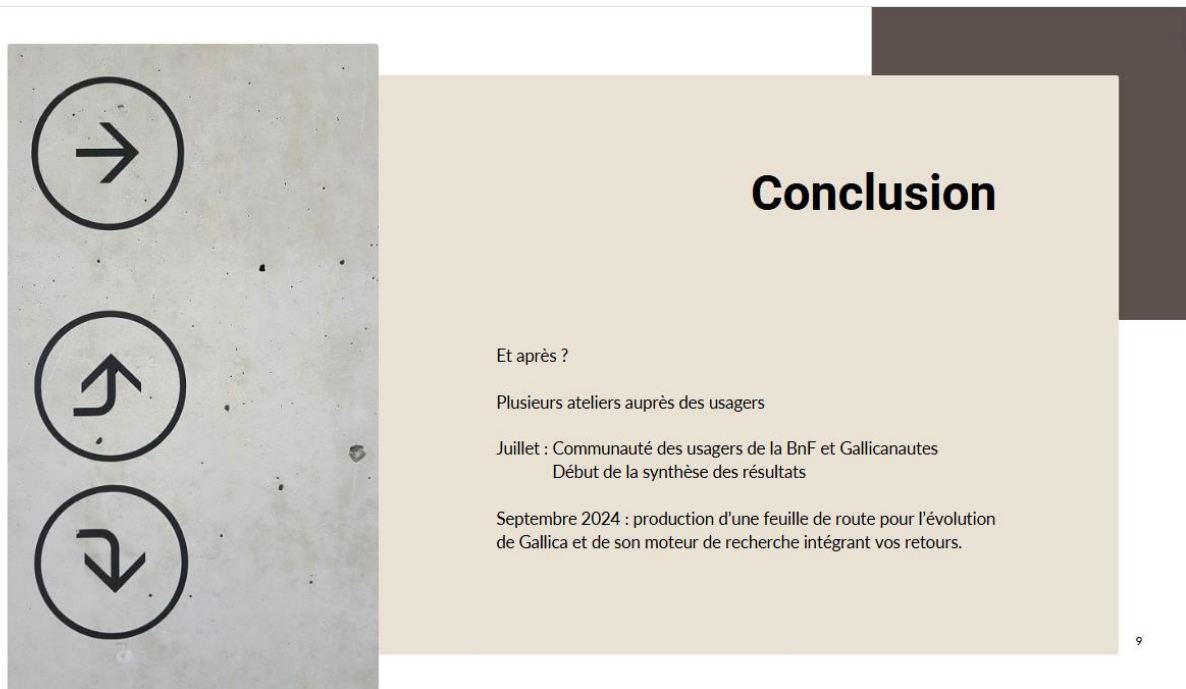 Conclusion
Et après ?
Plusieurs ateliers auprès des usagers
Juillet : Communauté des usagers de la BnF et Gallicanautes
Début de la synthèse des résultats
Septembre 2024 : production d’une feuille de route pour l’évolution
de Gallica et de son moteur de recherche intégrant vos retours.
9